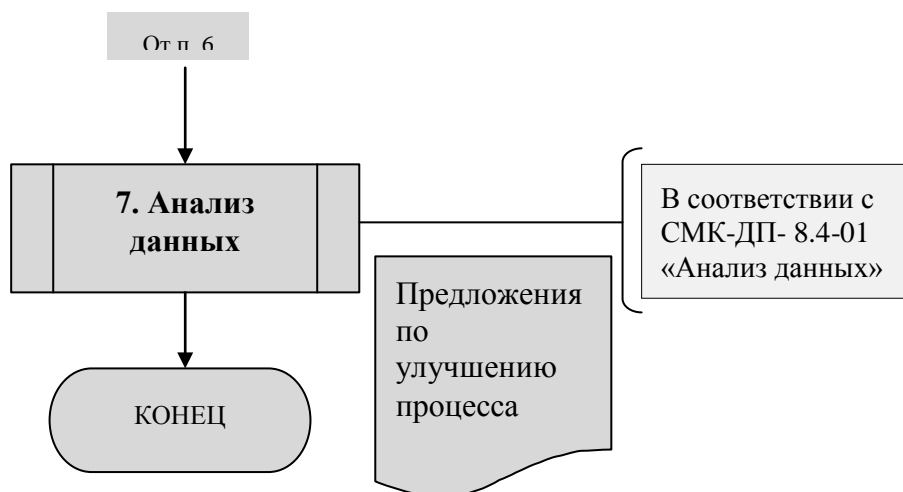 От п. 6
7. Анализ
данных
В соответствии с
СМК-ДП- 8.4-01
«Анализ данных»
Предложения
по
улучшению
процесса
КОНЕЦ